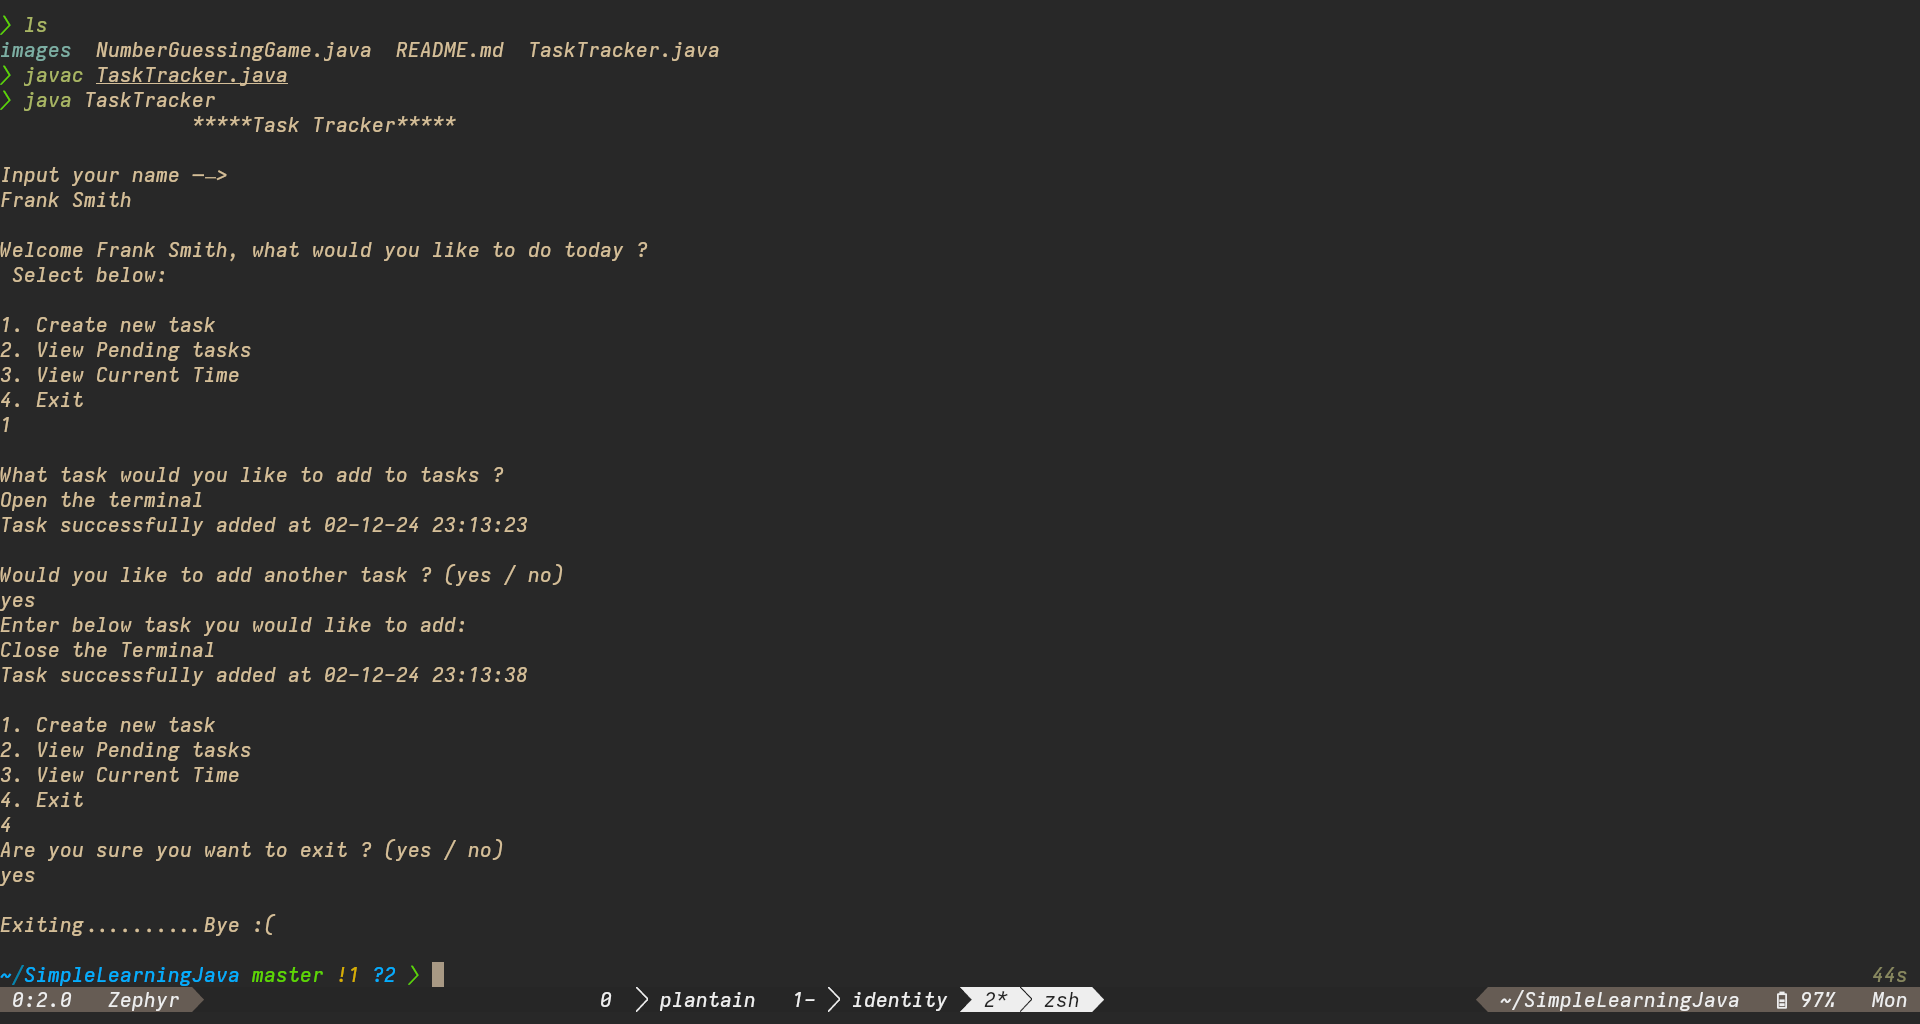 ❯ ls
images  NumberGuessingGame.java  README.md  TaskTracker.java
❯ javac TaskTracker.java
❯ java TaskTracker
                *****Task Tracker*****

Input your name —–>
Frank Smith

Welcome Frank Smith, what would you like to do today ?
 Select below:

1. Create new task
2. View Pending tasks
3. View Current Time
4. Exit
1

What task would you like to add to tasks ?
Open the terminal
Task successfully added at 02-12-24 23:13:23

Would you like to add another task ? (yes / no)
yes
Enter below task you would like to add:
Close the Terminal
Task successfully added at 02-12-24 23:13:38

1. Create new task
2. View Pending tasks
3. View Current Time
4. Exit
4
Are you sure you want to exit ? (yes / no)
yes

Exiting..........Bye :(

~/SimpleLearningJava master !1 ?2 ❯ 44s
0:2.0 Zephyr 0 plantain 1- identity 2* zsh ~/SimpleLearningJava 97% Mon